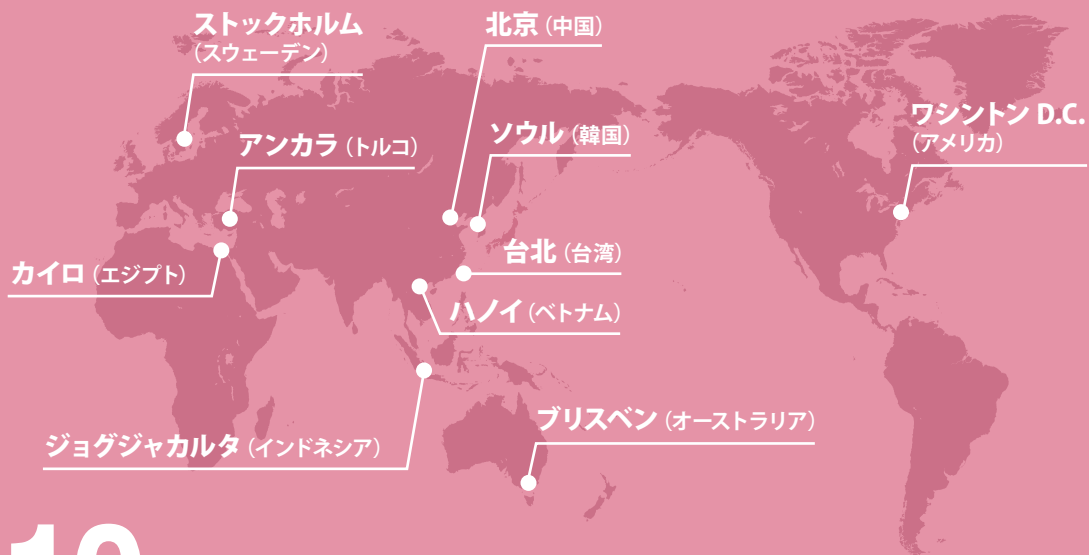 ストックホルム
(スウェーデン)
北京(中国)
ワシントン D.C.
(アメリカ)
アンカラ(トルコ)
ソウル(韓国)
台北(台湾)
カイロ(エジプト)
ハノイ(ベトナム)
ブリスベン(オーストラリア)
ジョグジャカルタ(インドネシア)